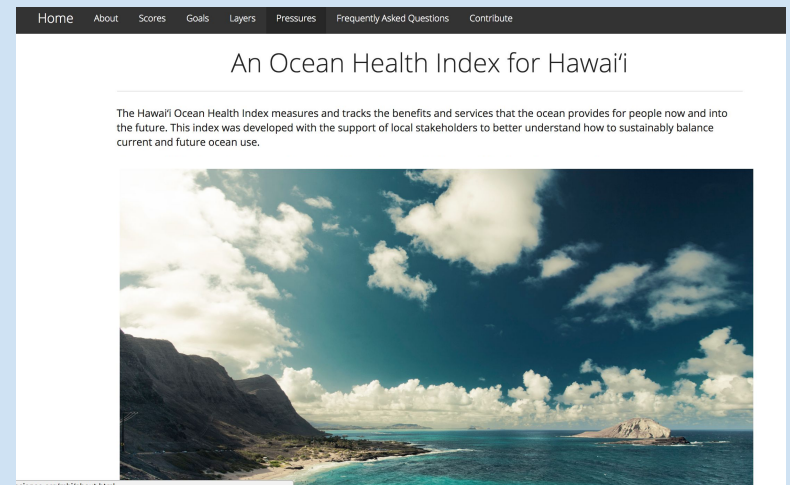 Home About Scores Goals Layers Pressures Frequently Asked Questions Contribute
An Ocean Health Index for Hawai‘i
The Hawai‘i Ocean Health Index measures and tracks the benefits and services that the ocean provides for people now and into
the future. This index was developed with the support of local stakeholders to better understand how to sustainably balance
current and future ocean use.